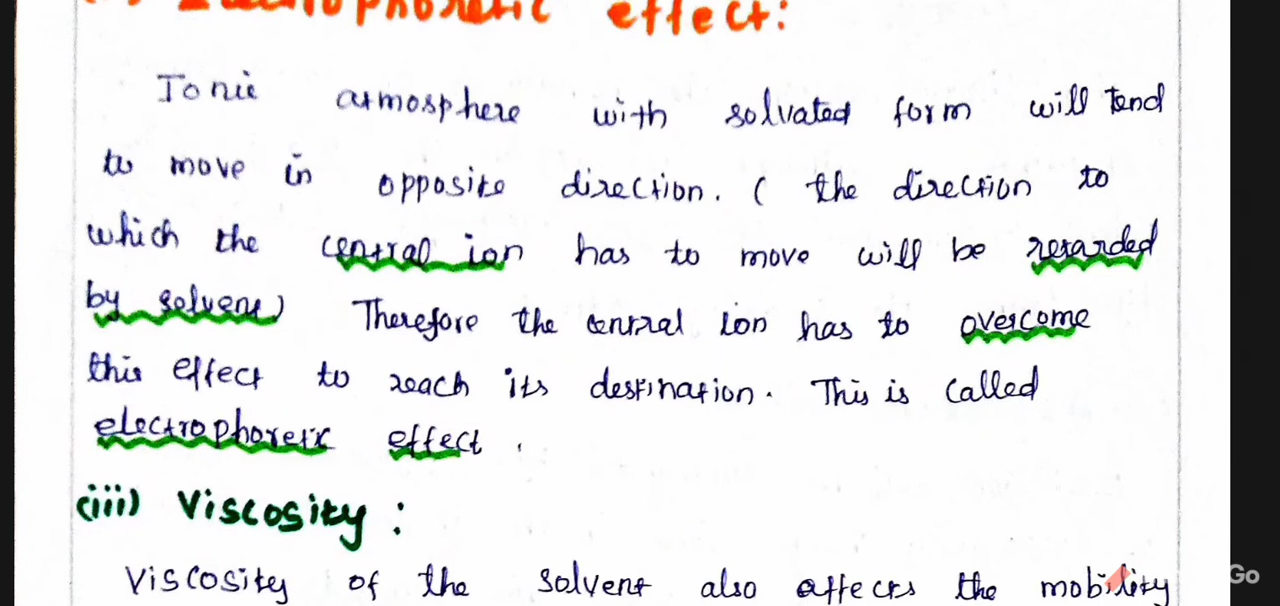 Electrophoretic effect:
Ionic atmosphere with solvated form will tend
to move in opposite direction. ( the direction to
which the central ion has to move will be retarded
by solvent) Therefore the central ion has to overcome
this effect to reach its destination. This is called
electrophoretic effect.
(iii) Viscosity :
Viscosity of the solvent also affects the mobility
Go